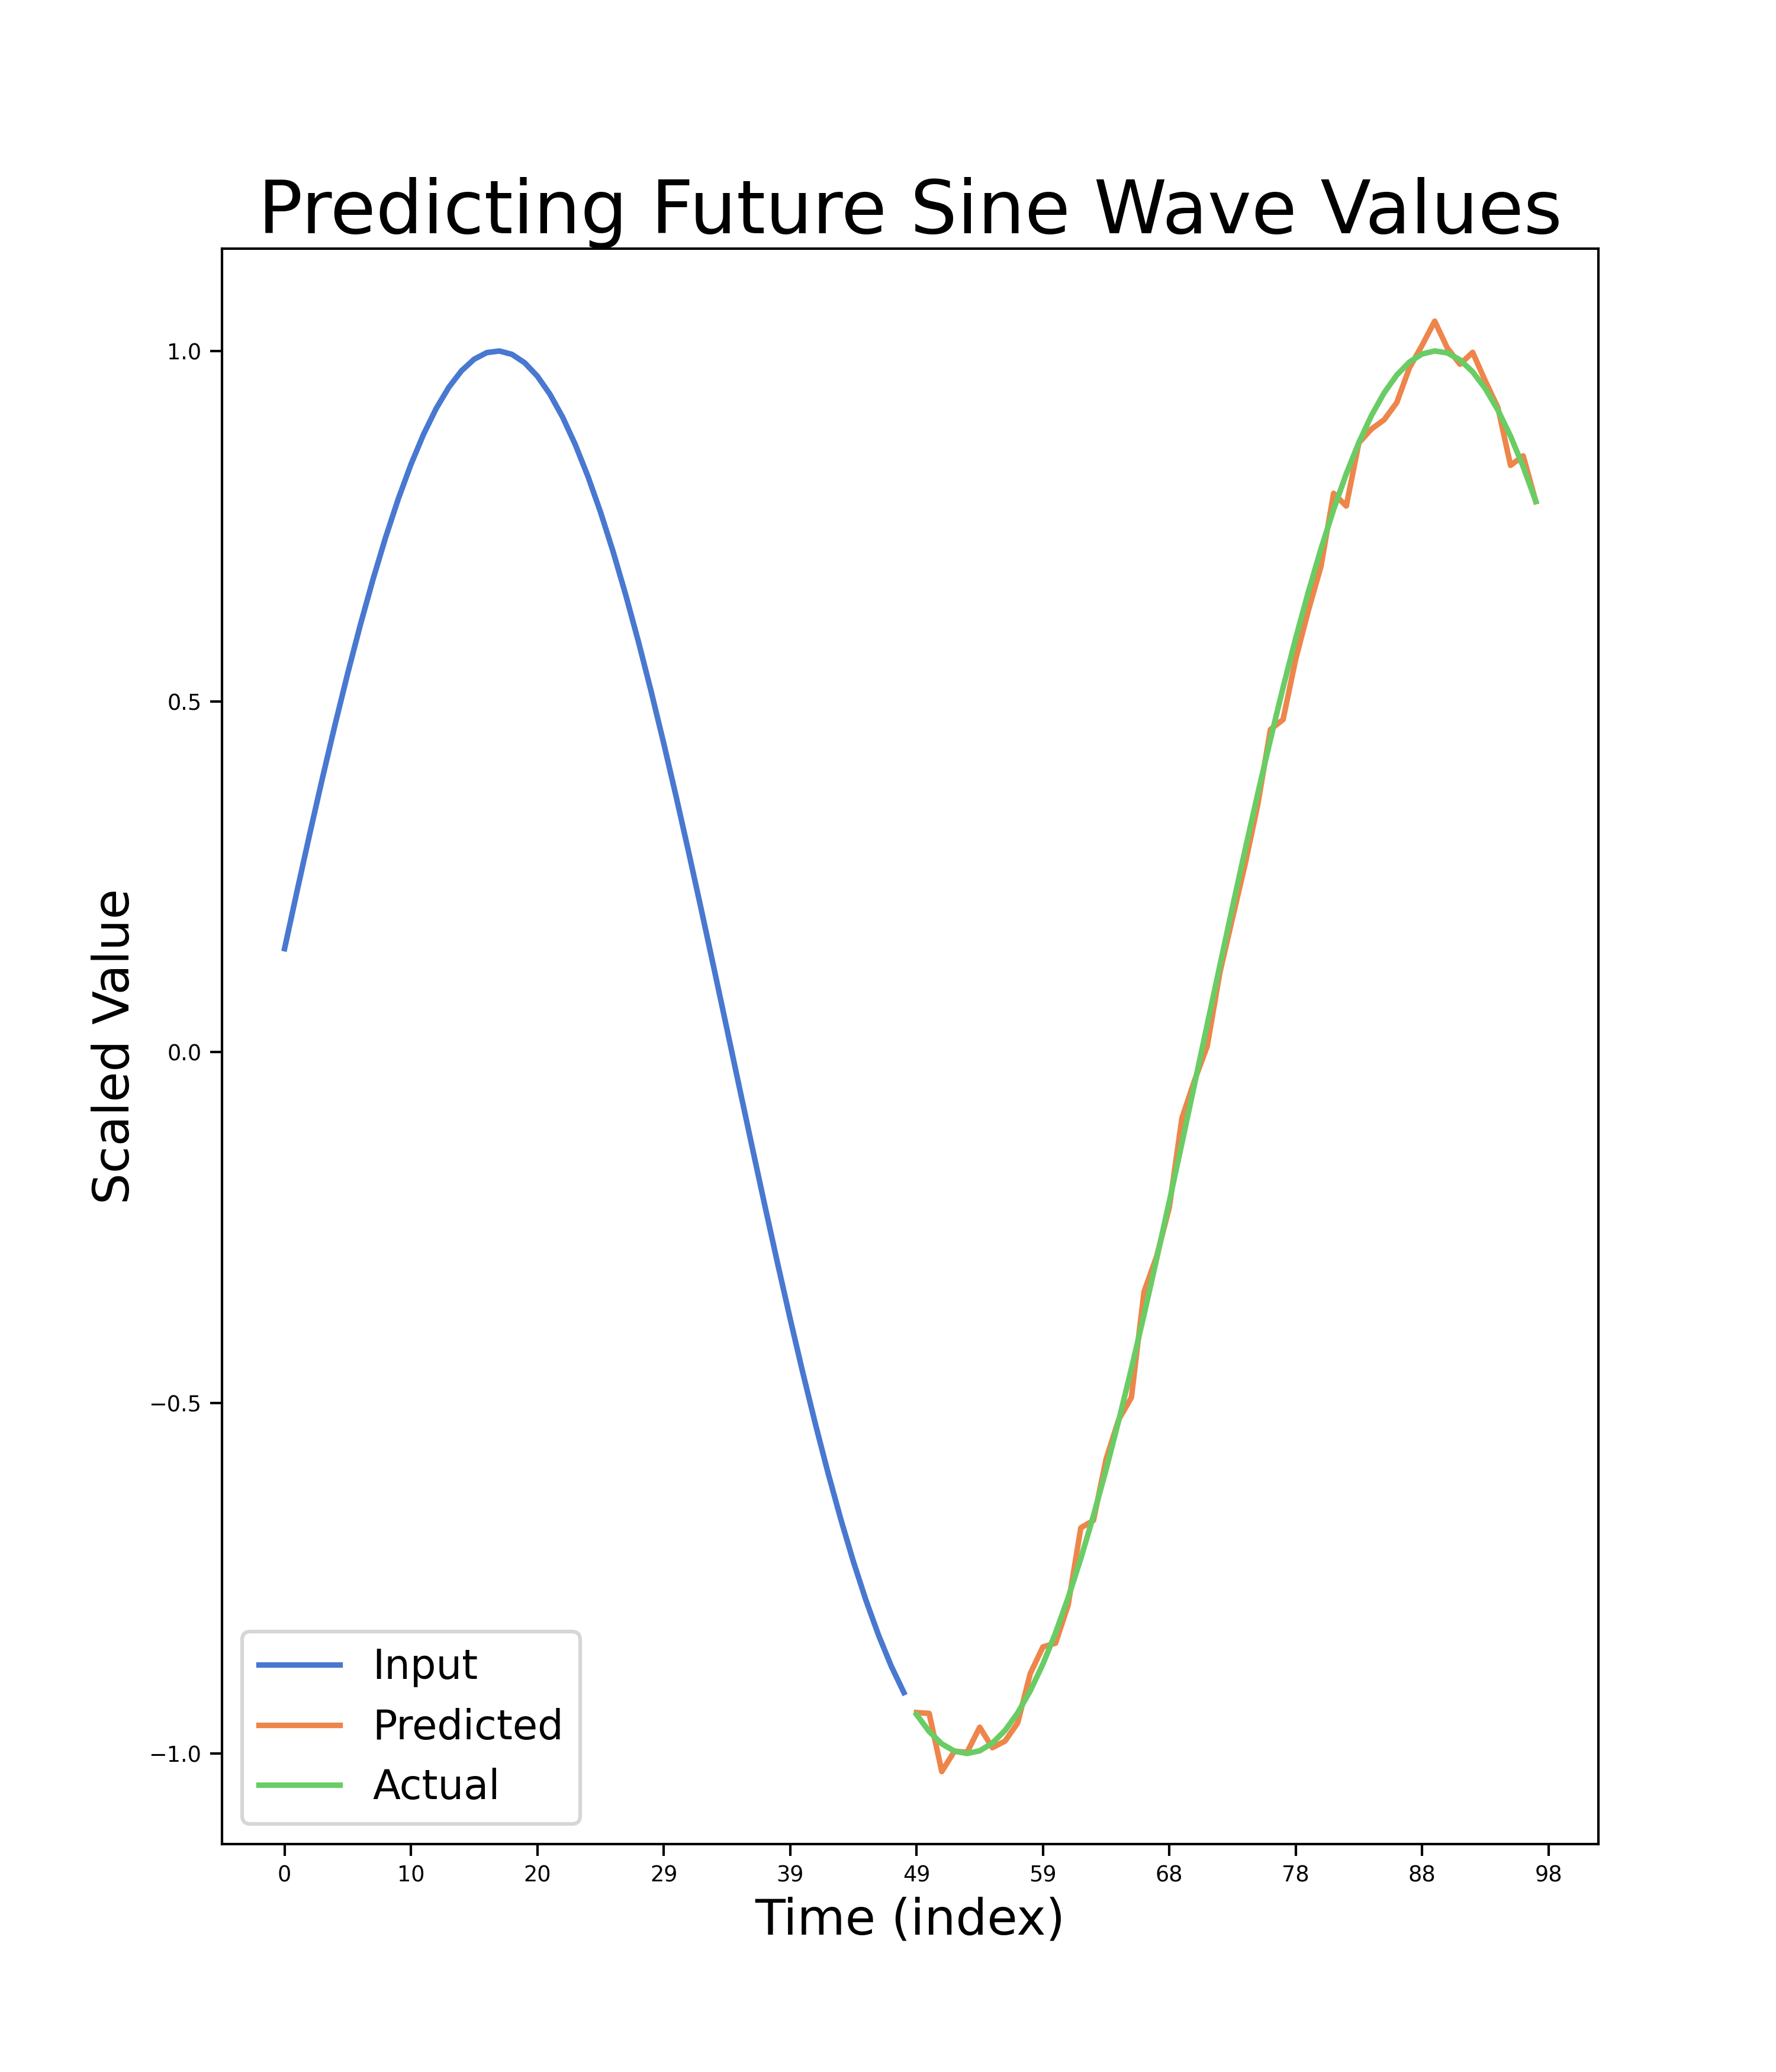 Predicting Future Sine Wave Values
1.0
0.5
0.0
−0.5
−1.0
Scaled Value
Input
Predicted
Actual
0 10 20 29 39 49 59 68 78 88 98
Time (index)